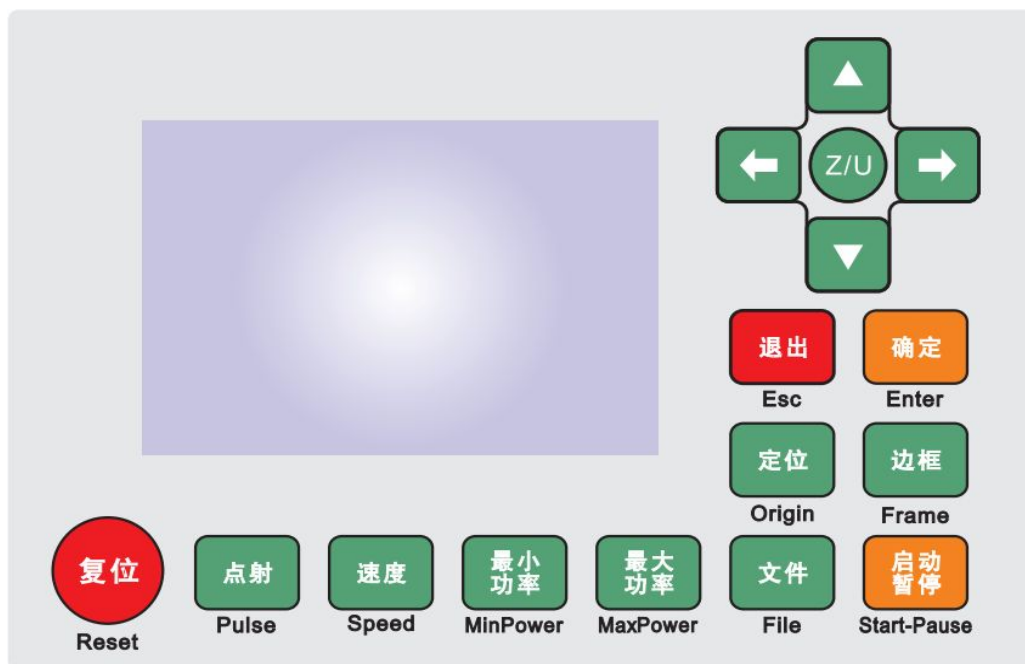 Z/U
退出
确定
Esc
Enter
定位
边框
Origin
Frame
复位
点射
速度
最小
功率
最大
功率
文件
启动
暂停
Reset
Pulse
Speed
MinPower
MaxPower
File
Start-Pause